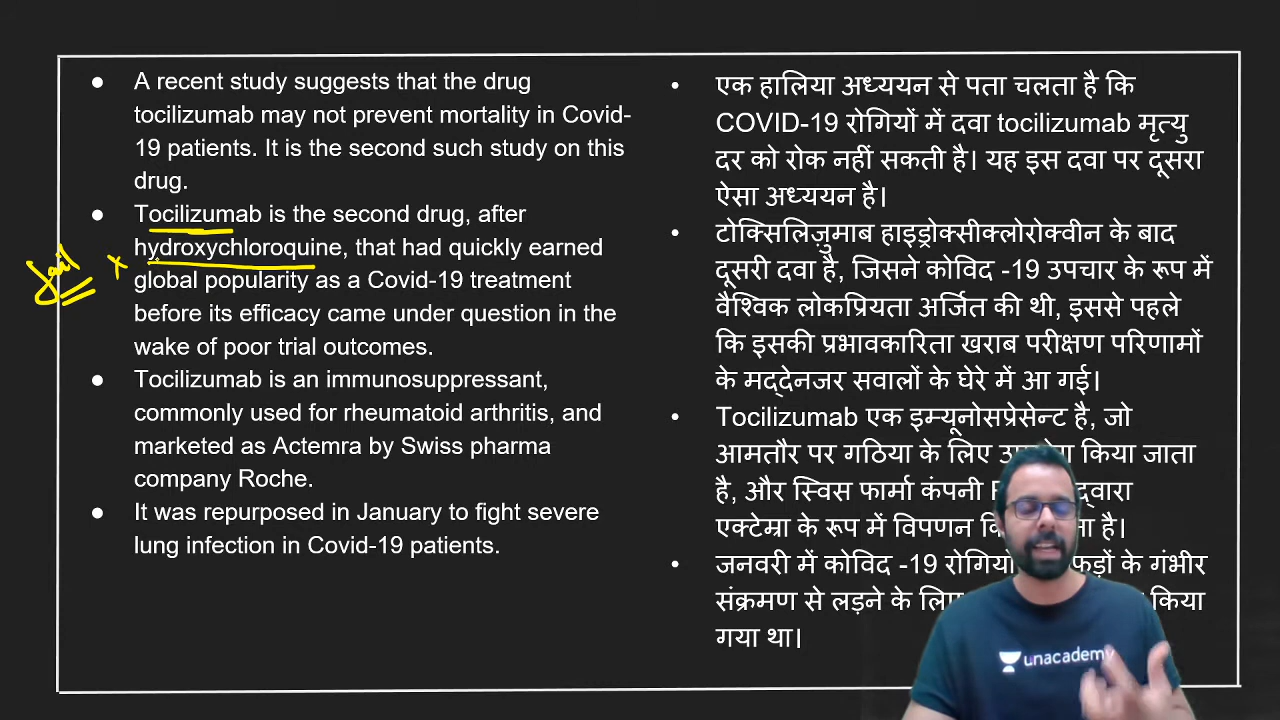 ● A recent study suggests that the drug
tocilizumab may not prevent mortality in Covid-
19 patients. It is the second such study on this
drug.
● Tocilizumab is the second drug, after
hydroxychloroquine, that had quickly earned
global popularity as a Covid-19 treatment
before its efficacy came under question in the
wake of poor trial outcomes.
● Tocilizumab is an immunosuppressant,
commonly used for rheumatoid arthritis, and
marketed as Actemra by Swiss pharma
company Roche.
● It was repurposed in January to fight severe
lung infection in Covid-19 patients.
• एक हालिया अध्ययन से पता चलता है कि
COVID-19 रोगियों में दवा tocilizumab मृत्यु
दर को रोक नहीं सकती है। यह इस दवा पर दूसरा
ऐसा अध्ययन है।
• टोक्सिलिज़ुमाब हाइड्रोक्सीक्लोरोक्वीन के बाद
दूसरी दवा है, जिसने कोविद -19 उपचार के रूप में
वैश्विक लोकप्रियता अर्जित की थी, इससे पहले
कि इसकी प्रभावकारिता खराब परीक्षण परिणामों
के मद्देनजर सवालों के घेरे में आ गई।
• Tocilizumab एक इम्यूनोसप्रेसेन्ट है, जो
आमतौर पर गठिया के लिए किया जाता
है, और स्विस फार्मा कंपनी द्वारा
एक्टेम्रा के रूप में विपणन है।
• जनवरी में कोविद -19 रोगियों के गंभीर
संक्रमण से लड़ने के लिए किया
गया था।
unacademy